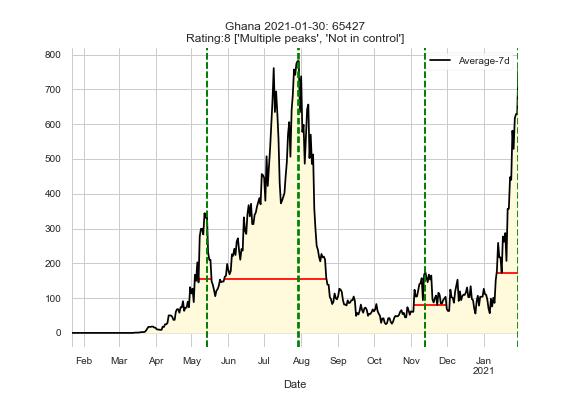 Ghana 2021-01-30: 65427
Rating:8 ['Multiple peaks', 'Not in control']
Average-7d
800
700
600
500
400
300
200
100
0
Feb Mar Apr May Jun Jul Aug Sep Oct Nov Dec Jan
2021
Date